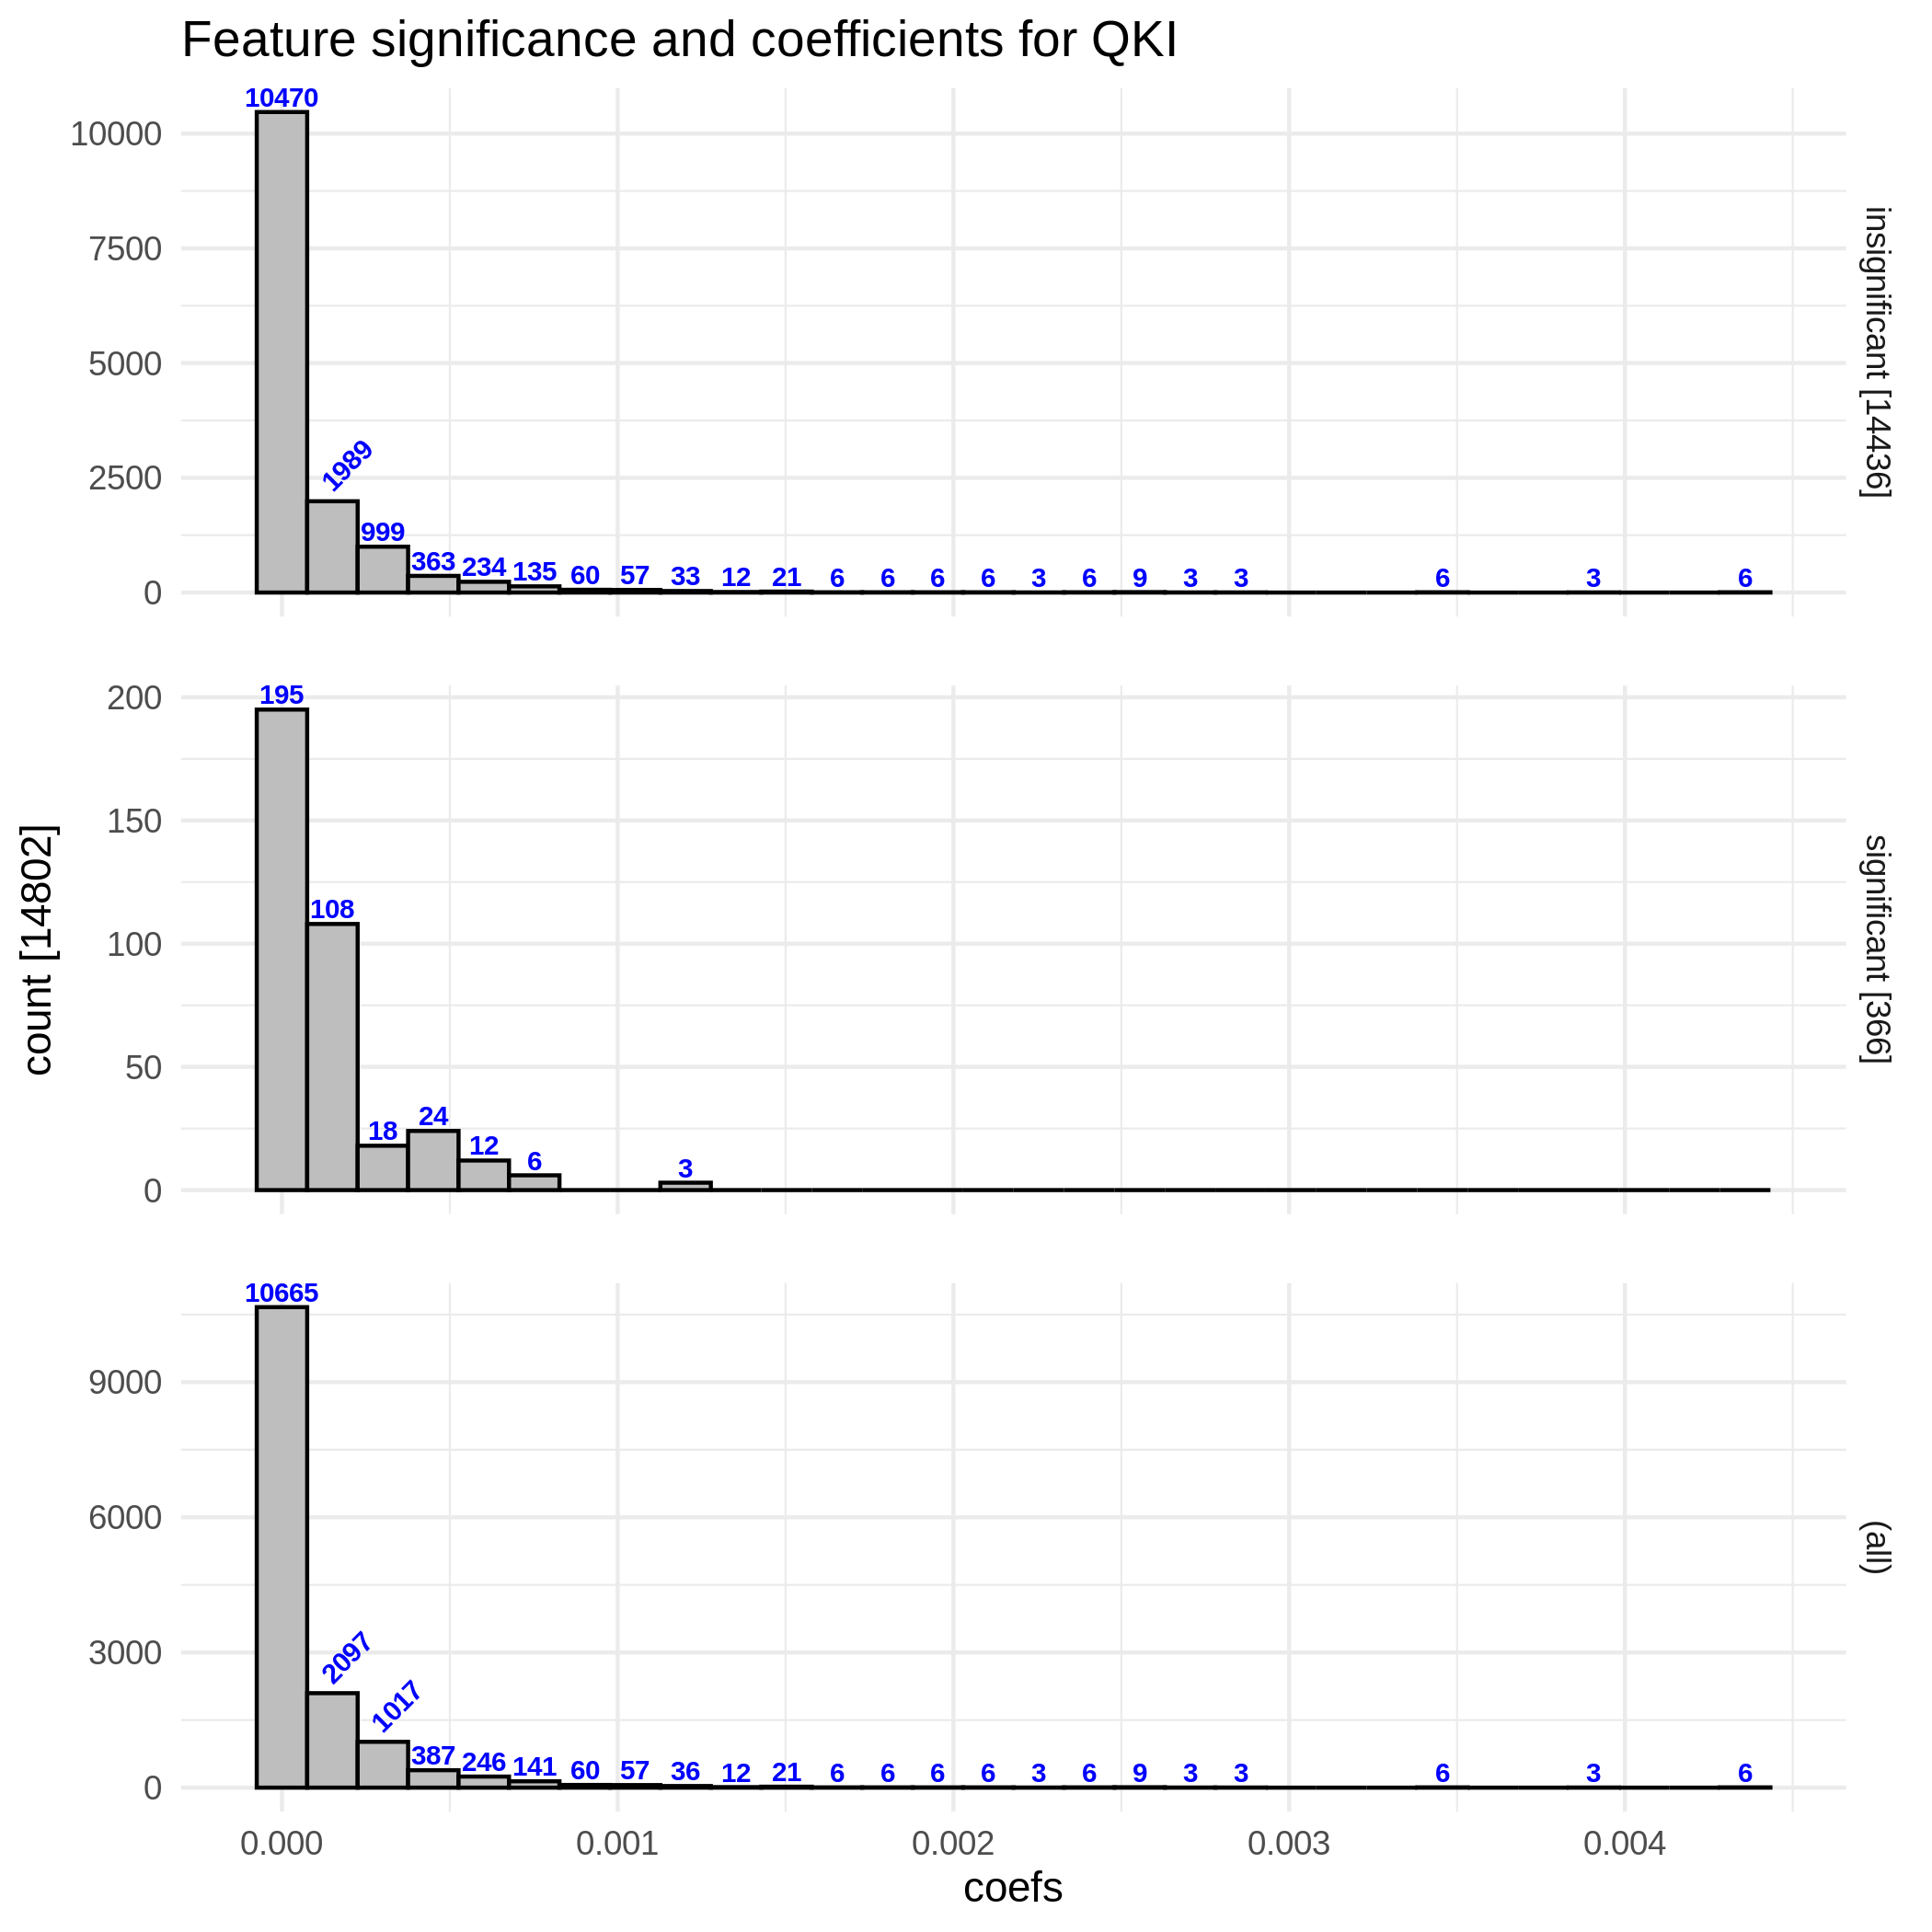 Feature significance and coefficients for QKI
10470
10000
7500
5000
2500
0
1989
999
363 234 135 60 57 33 12 21 6 6 6 6 3 6 9 3 3 6 3 6
insignificant [14436]
count [14802]
200
150
100
50
0
195
108
18 24 12 6 3
significant [366]
10665
9000
6000
3000
0
2097
1017
387 246 141 60 57 36 12 21 6 6 6 6 3 6 9 3 3 6 3 6
(all)
0.000 0.001 0.002 0.003 0.004
coefs